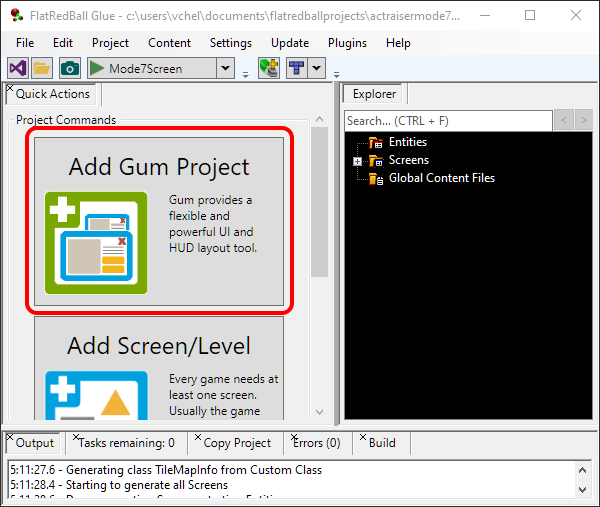 FlatRedBall Glue - c:\users\vchel\documents\flatredballprojects\actraisermode7...
File Edit Project Content Settings Update Plugins Help
Mode7Screen
Quick Actions
Project Commands
Add Gum Project
Gum provides a
flexible and
powerful UI and
HUD layout tool.
Add Screen/Level
Every game needs at
least one screen.
Usually the game
Explorer
Search... (CTRL + F)
< >
Entities
Screens
Global Content Files
Output Tasks remaining: 0 Copy Project Errors (0) Build
5:11:27.6 - Generating class TileMapInfo from Custom Class
5:11:28.4 - Starting to generate all Screens